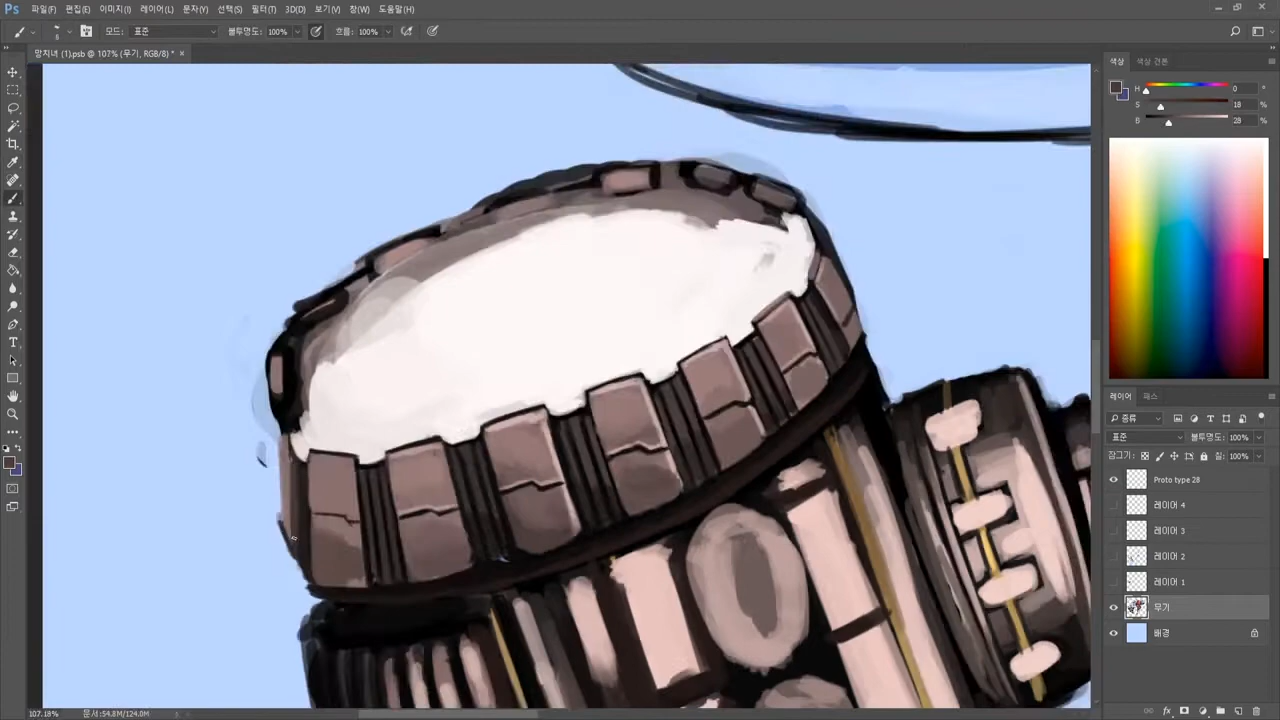 Ps 파일(F) 편집(E) 이미지(I) 레이어(L) 문자(Y) 선택(S) 필터(T) 3D(D) 보기(V) 창(W) 도움말(H)
8 모드: 표준 불투명도: 100% 흐름: 100%
망치녀 (1).psb @ 107% (무기, RGB/8) * ×
색상 색상 견본
H 0 °
S 18 %
B 28 %
레이어 패스
종류
표준 불투명도: 100%
잠그기: 칠: 100%
Proto type 28
레이어 4
레이어 3
레이어 2
레이어 1
무기
배경
107.18% 문서:54.8M/124.0M